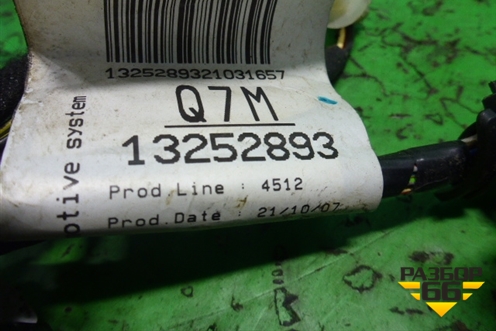 1325289321031657
Q7M
13252893
otive system
Prod Line : 4512
Prod.Date : 21/10/07
РАЗБОР
66